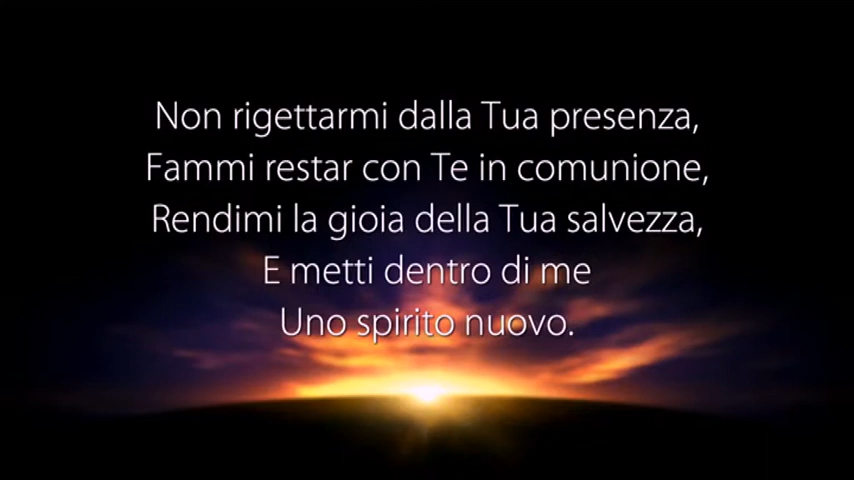 Non rigettarmi dalla Tua presenza,
Fammi restar con Te in comunione,
Rendimi la gioia della Tua salvezza,
E metti dentro di me
Uno spirito nuovo.